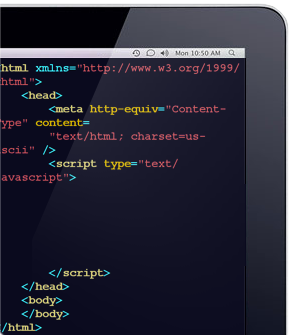 Mon 10:50 AM
html xmlns="http://www.w3.org/1999/
html">
<head>
<meta http-equiv="Content-
ype" content=
"text/html; charset=us-
scii" />
<script type="text/
avascript">
</script>
</head>
<body>
</body>
/html>